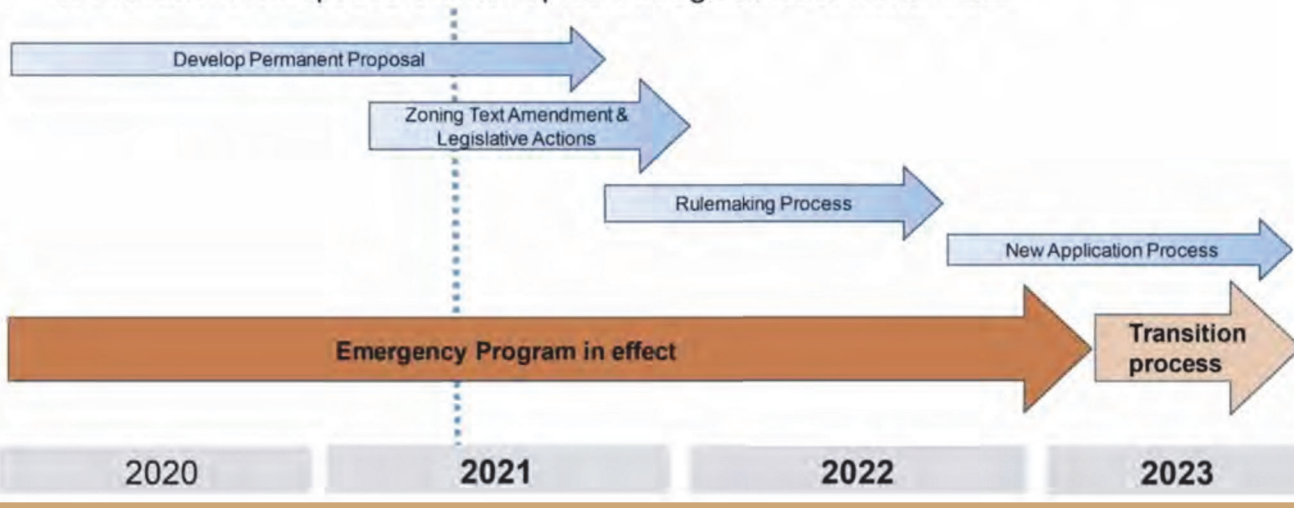 Develop Permanent Proposal
Zoning Text Amendment &
Legislative Actions
Rulemaking Process
New Application Process
Emergency Program in effect
Transition
process
2020
2021
2022
2023